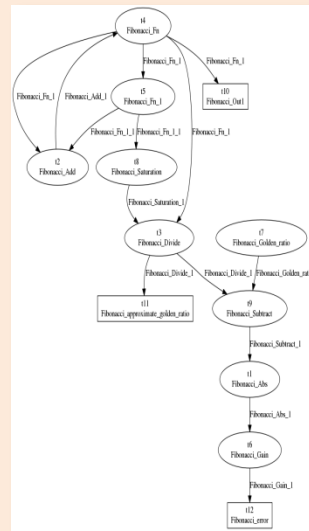 t4
Fibonacci_Fn
Fibonacci_Fn_1
Fibonacci_Fn_1
Fibonacci_Add_1
t5
Fibonacci_Fn_1
t10
Fibonacci_Out1
Fibonacci_Fn_1_1
Fibonacci_Fn_1_1
Fibonacci_Fn_1
t2
Fibonacci_Add
t8
Fibonacci_Saturation
Fibonacci_Saturation_1
t3
Fibonacci_Divide
t7
Fibonacci_Golden_ratio
Fibonacci_Divide_1
Fibonacci_Divide_1
Fibonacci_Golden_rati
t11
Fibonacci_approximate_golden_ratio
t9
Fibonacci_Subtract
Fibonacci_Subtract_1
t1
Fibonacci_Abs
Fibonacci_Abs_1
t6
Fibonacci_Gain
Fibonacci_Gain_1
t12
Fibonacci_error